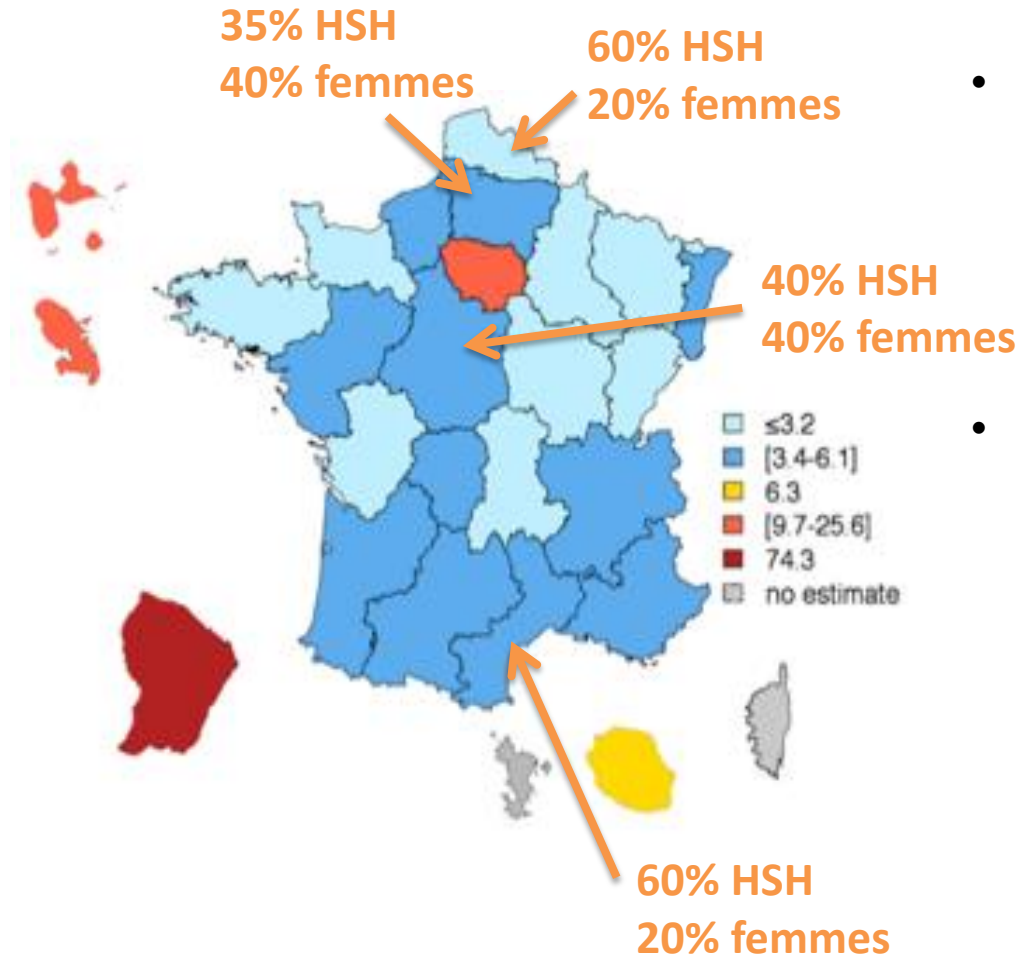 35% HSH
40% femmes
60% HSH
20% femmes
•
40% HSH
40% femmes
≤3.2
[3.4-6.1]
6.3
[9.7-25.6]
74.3
no estimate
•
60% HSH
20% femmes